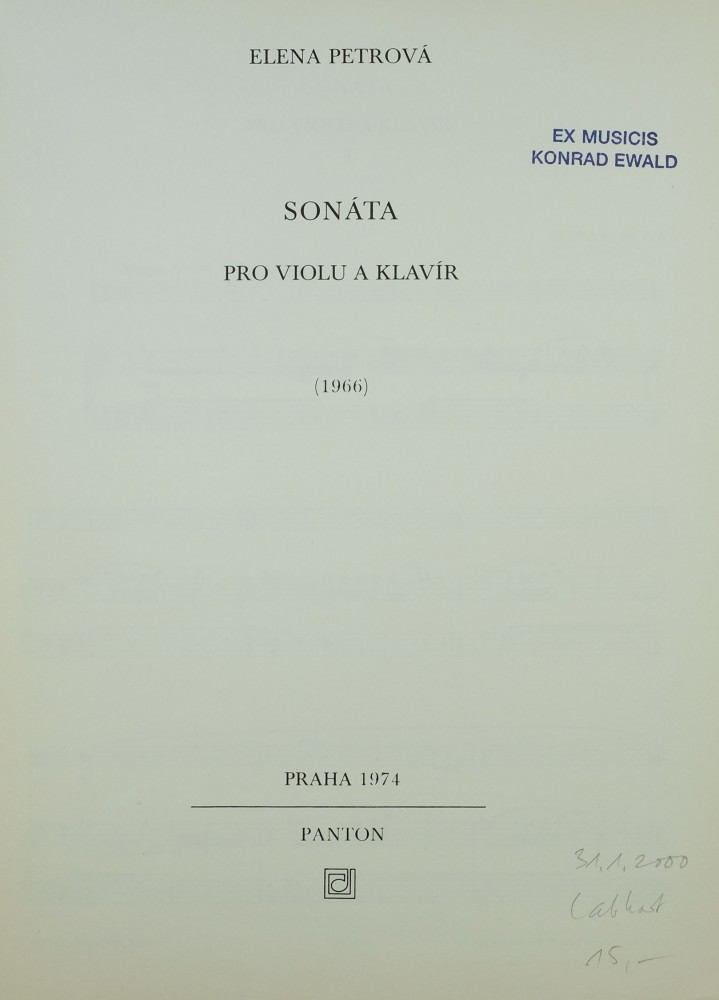 ELENA PETROVÁ
EX MUSICIS
KONRAD EWALD
SONÁTA
PRO VIOLU A KLAVÍR
(1966)
PRAHA 1974
PANTON
31.1.2000
15,–